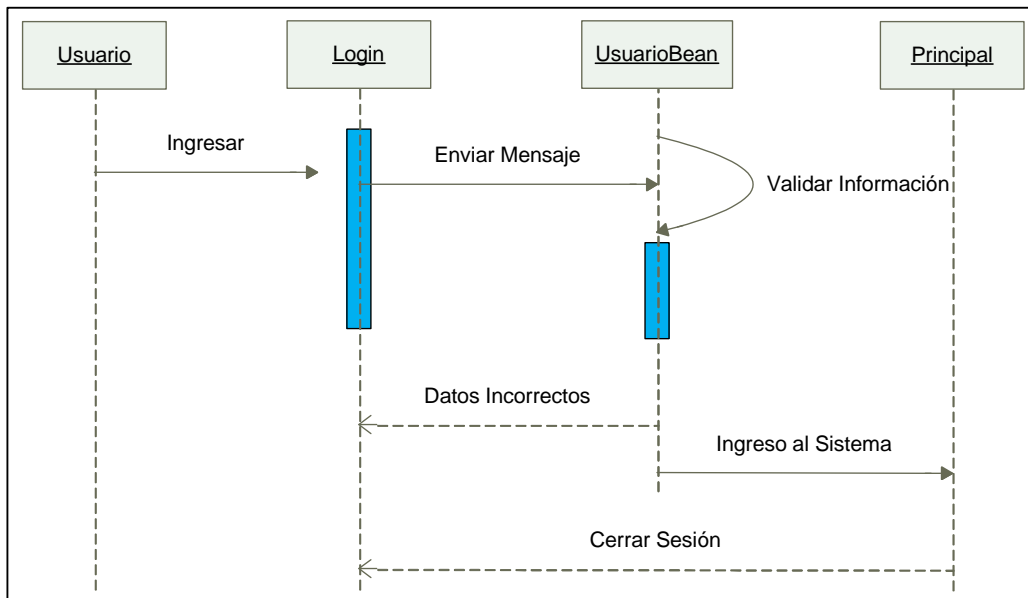 Usuario
Login
UsuarioBean
Principal
Ingresar
Enviar Mensaje
Validar Información
Datos Incorrectos
Ingreso al Sistema
Cerrar Sesión